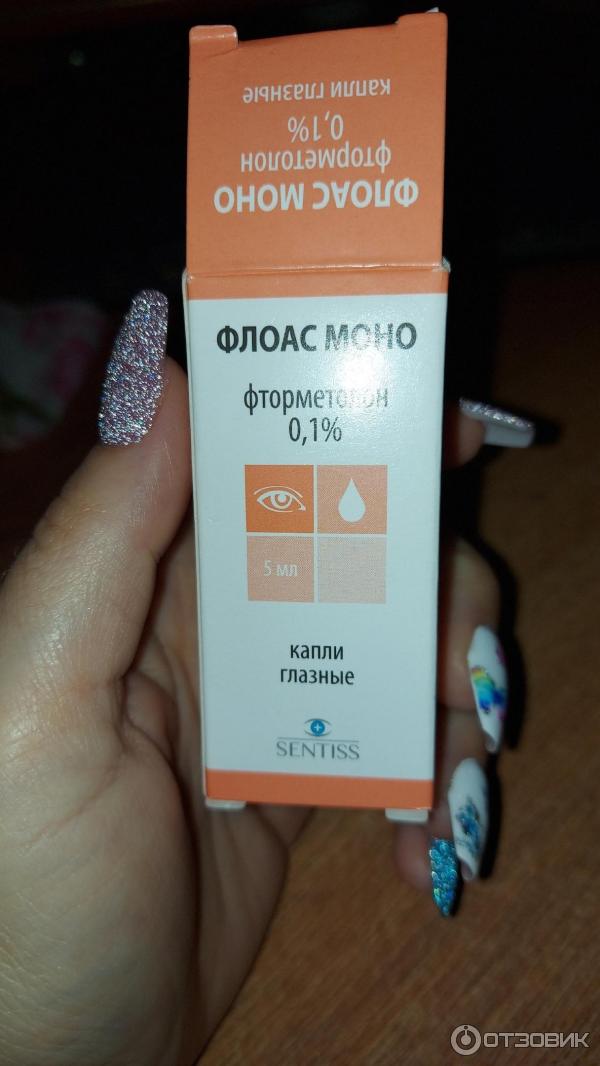 ФЛОАС МОНО
фторметолон
0,1%
капли глазные
ФЛОАС МОНО
фторметолон
0,1%
5 мл
капли
глазные
SENTISS
ОТЗОВИК